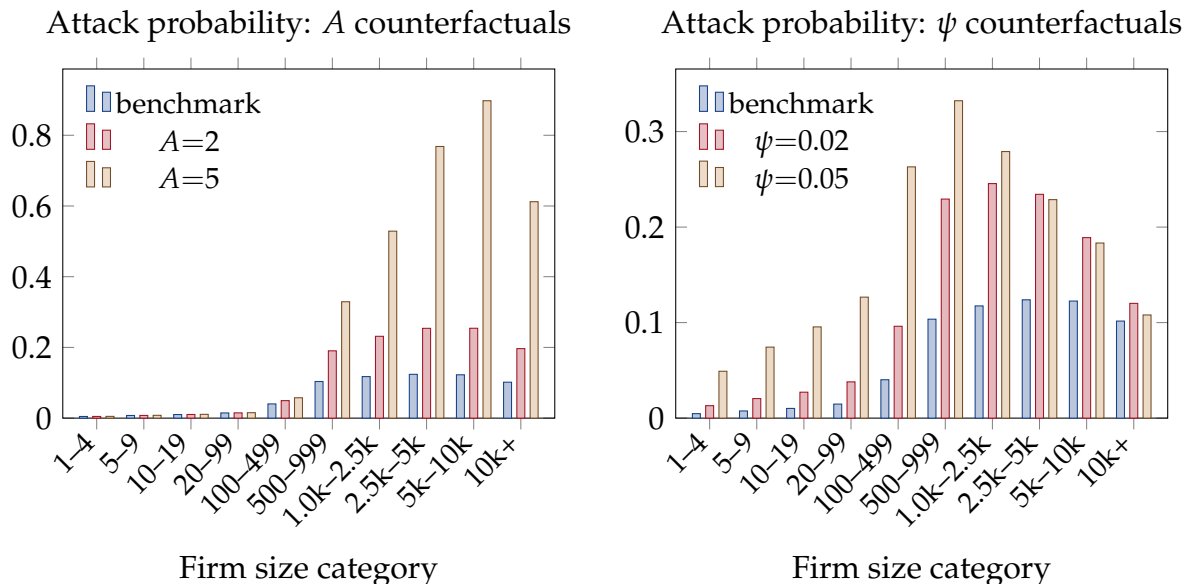 Attack probability: A counterfactuals
benchmark
A=2
A=5
0.8
0.6
0.4
0.2
0
1–4
5–9
10–19
20–99
100–499
500–999
1.0k–2.5k
2.5k–5k
5k–10k
10k+
Firm size category
Attack probability: ψ counterfactuals
benchmark
ψ=0.02
ψ=0.05
0.3
0.2
0.1
0
1–4
5–9
10–19
20–99
100–499
500–999
1.0k–2.5k
2.5k–5k
5k–10k
10k+
Firm size category